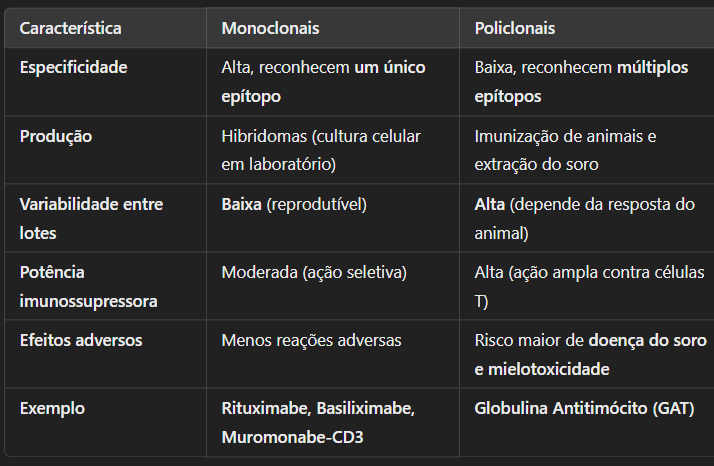 Característica Monoclonais Policlonais
Especificidade Alta, reconhecem um único Baixa, reconhecem múltiplos
epítopo epítopos
Produção Hibridomas (cultura celular Imunização de animais e
em laboratório) extração do soro
Variabilidade entre Baixa (reprodutível) Alta (depende da resposta do
lotes animal)
Potência Moderada (ação seletiva) Alta (ação ampla contra células
imunossupressora T)
Efeitos adversos Menos reações adversas Risco maior de doença do soro
e mielotoxicidade
Exemplo Rituximabe, Basiliximabe, Globulina Antitimócito (GAT)
Muromonabe-CD3